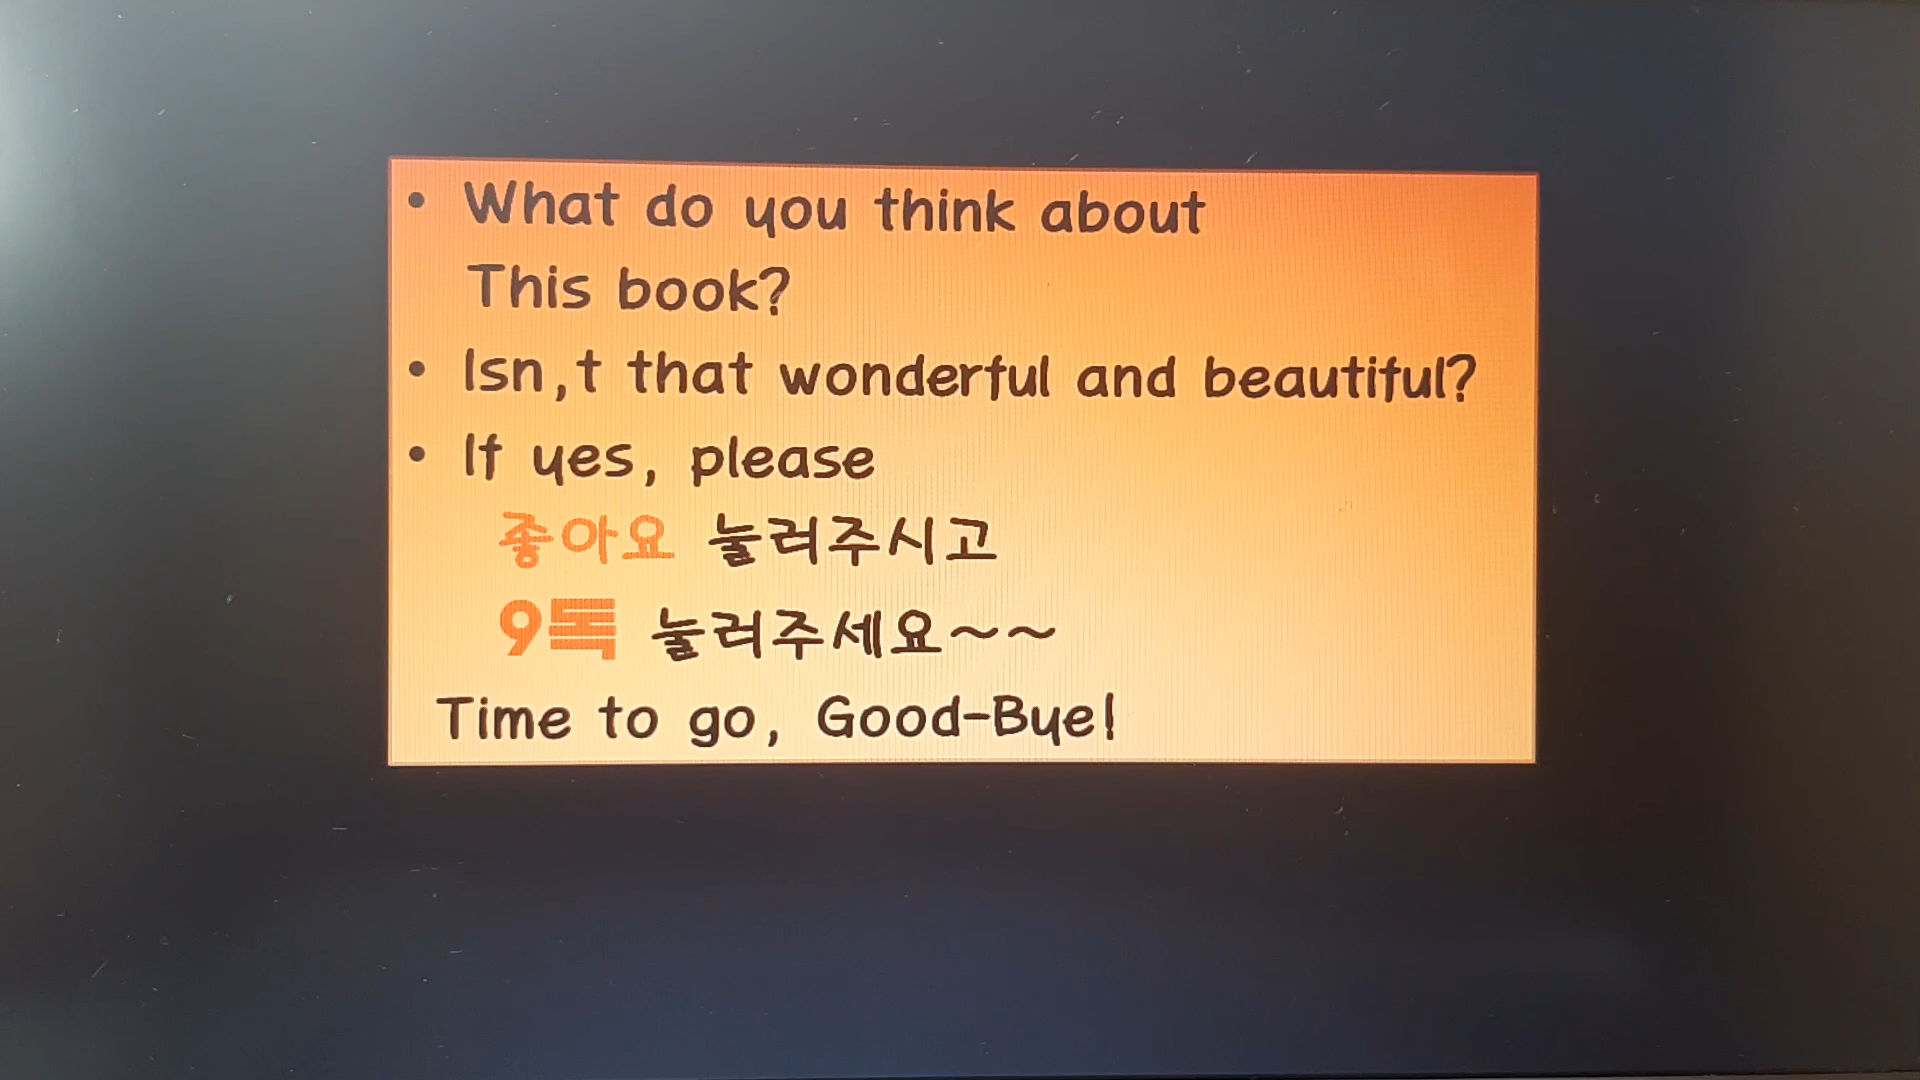 • What do you think about
This book?
• Isn,t that wonderful and beautiful?
• If yes, please
좋아요 눌러주시고
9독 눌러주세요~~
Time to go, Good-Bye!